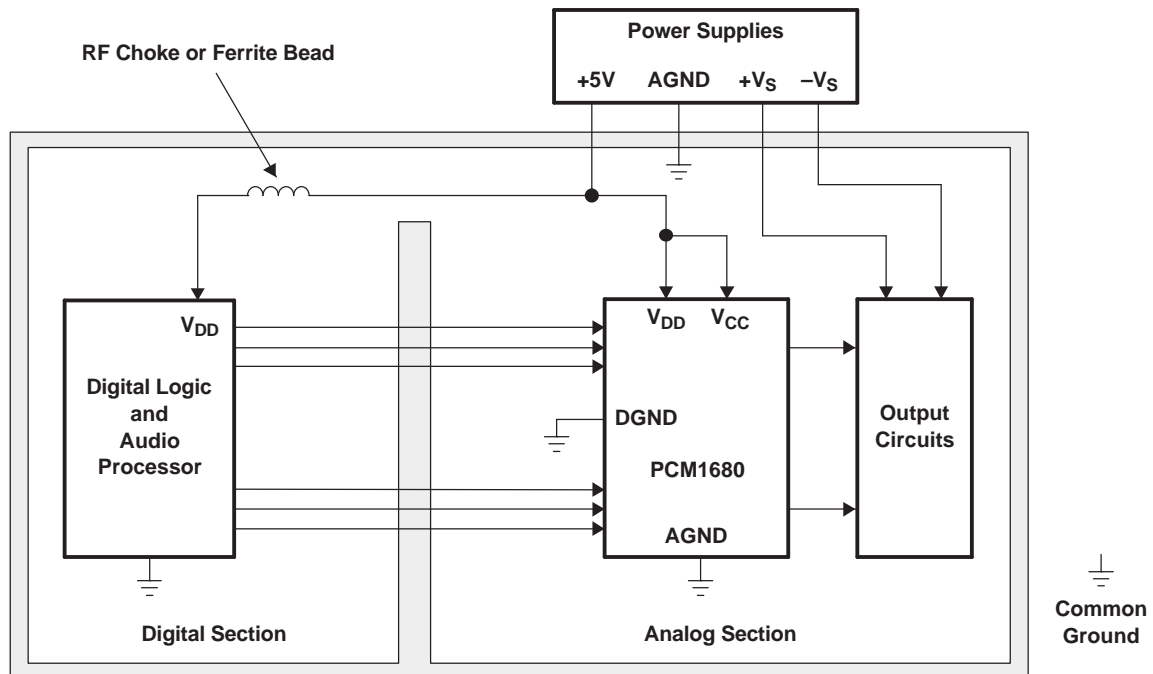 Power Supplies
RF Choke or Ferrite Bead
+5V AGND +VS –VS
VDD
VDD VCC
Digital Logic
and
Audio
Processor
DGND
PCM1680
AGND
Output
Circuits
Digital Section
Analog Section
Common
Ground